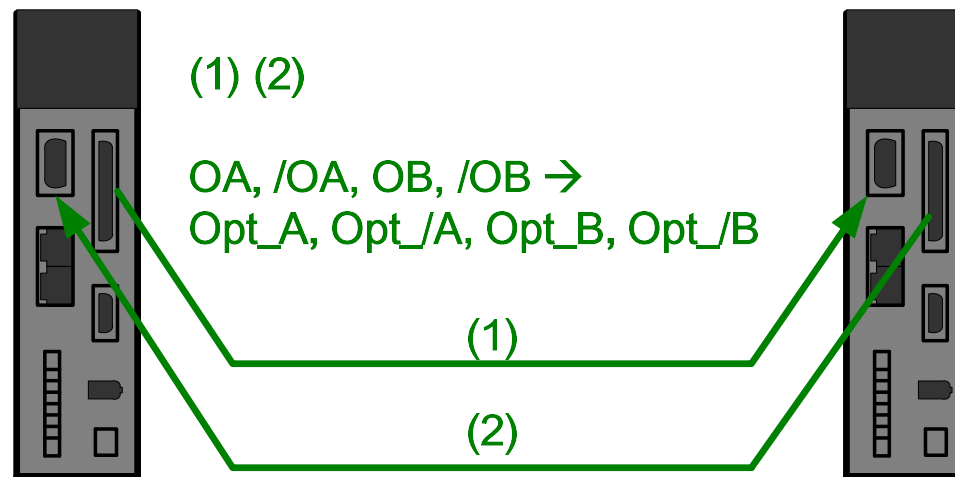 (1) (2)
OA, /OA, OB, /OB →
Opt_A, Opt_/A, Opt_B, Opt_/B
(1)
(2)